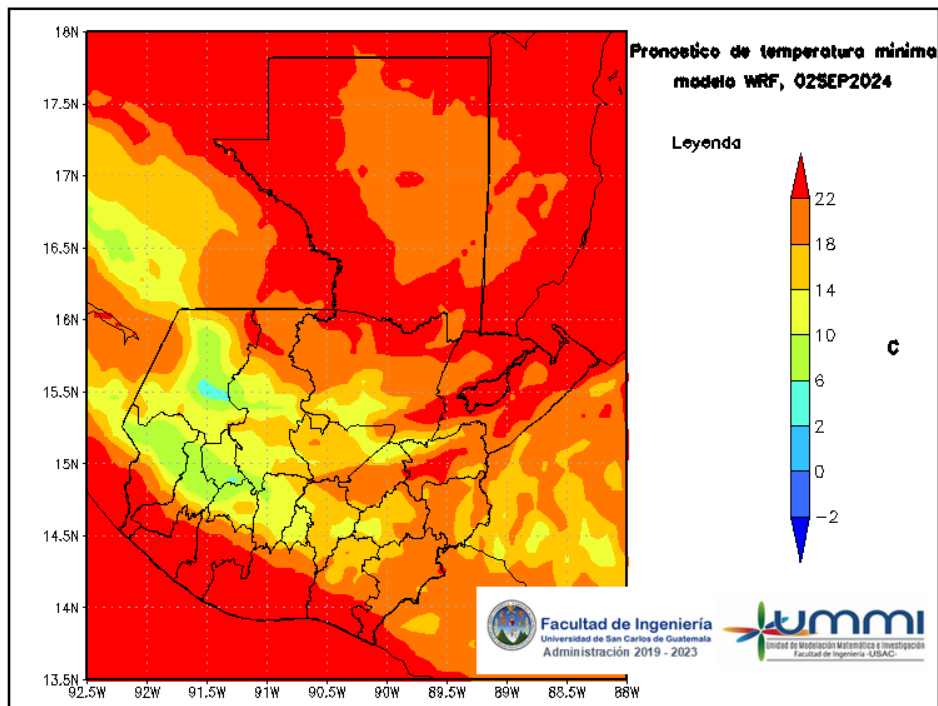 Pronostico de temperatura minima
modelo WRF, 02SEP2024
Leyenda
22
18
14
10
6
2
0
-2
C
18N
17.5N
17N
16.5N
16N
15.5N
15N
14.5N
14N
13.5N
92.5W 92W 91.5W 91W 90.5W 90W 89.5W 89W 88.5W 88W
Facultad de Ingeniería
Universidad de San Carlos de Guatemala
Administración 2019 - 2023
UMMI
Unidad de Modelación Matemática e Investigación
Facultad de Ingeniería -USAC-